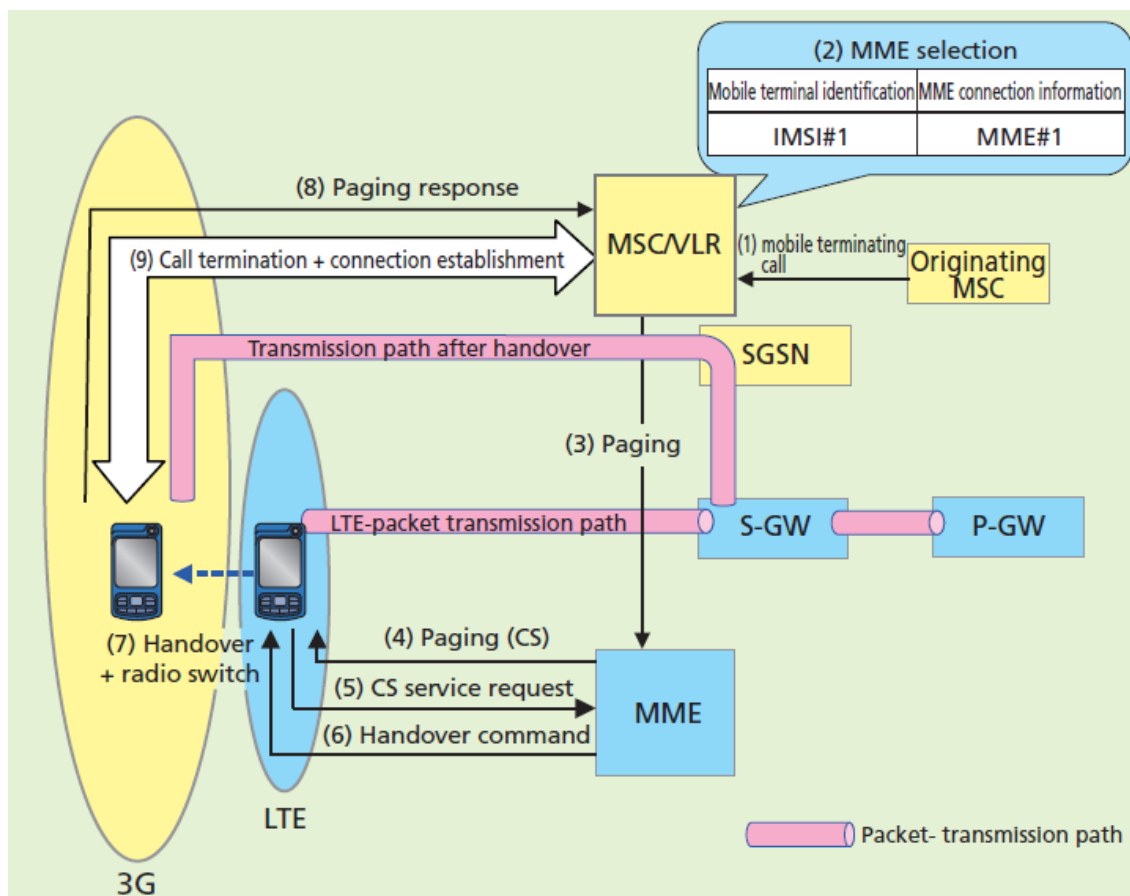 (2) MME selection
Mobile terminal identification
MME connection information
IMSI#1
MME#1
(8) Paging response
MSC/VLR
(1) mobile terminating
call
Originating
MSC
(9) Call termination + connection establishment
Transmission path after handover
SGSN
(3) Paging
LTE-packet transmission path
S-GW
P-GW
(7) Handover
+ radio switch
(4) Paging (CS)
(5) CS service request
MME
(6) Handover command
LTE
Packet- transmission path
3G